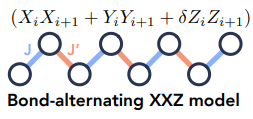 (XᵢXᵢ₊₁ + YᵢYᵢ₊₁ + δZᵢZᵢ₊₁)
J J'
Bond-alternating XXZ model